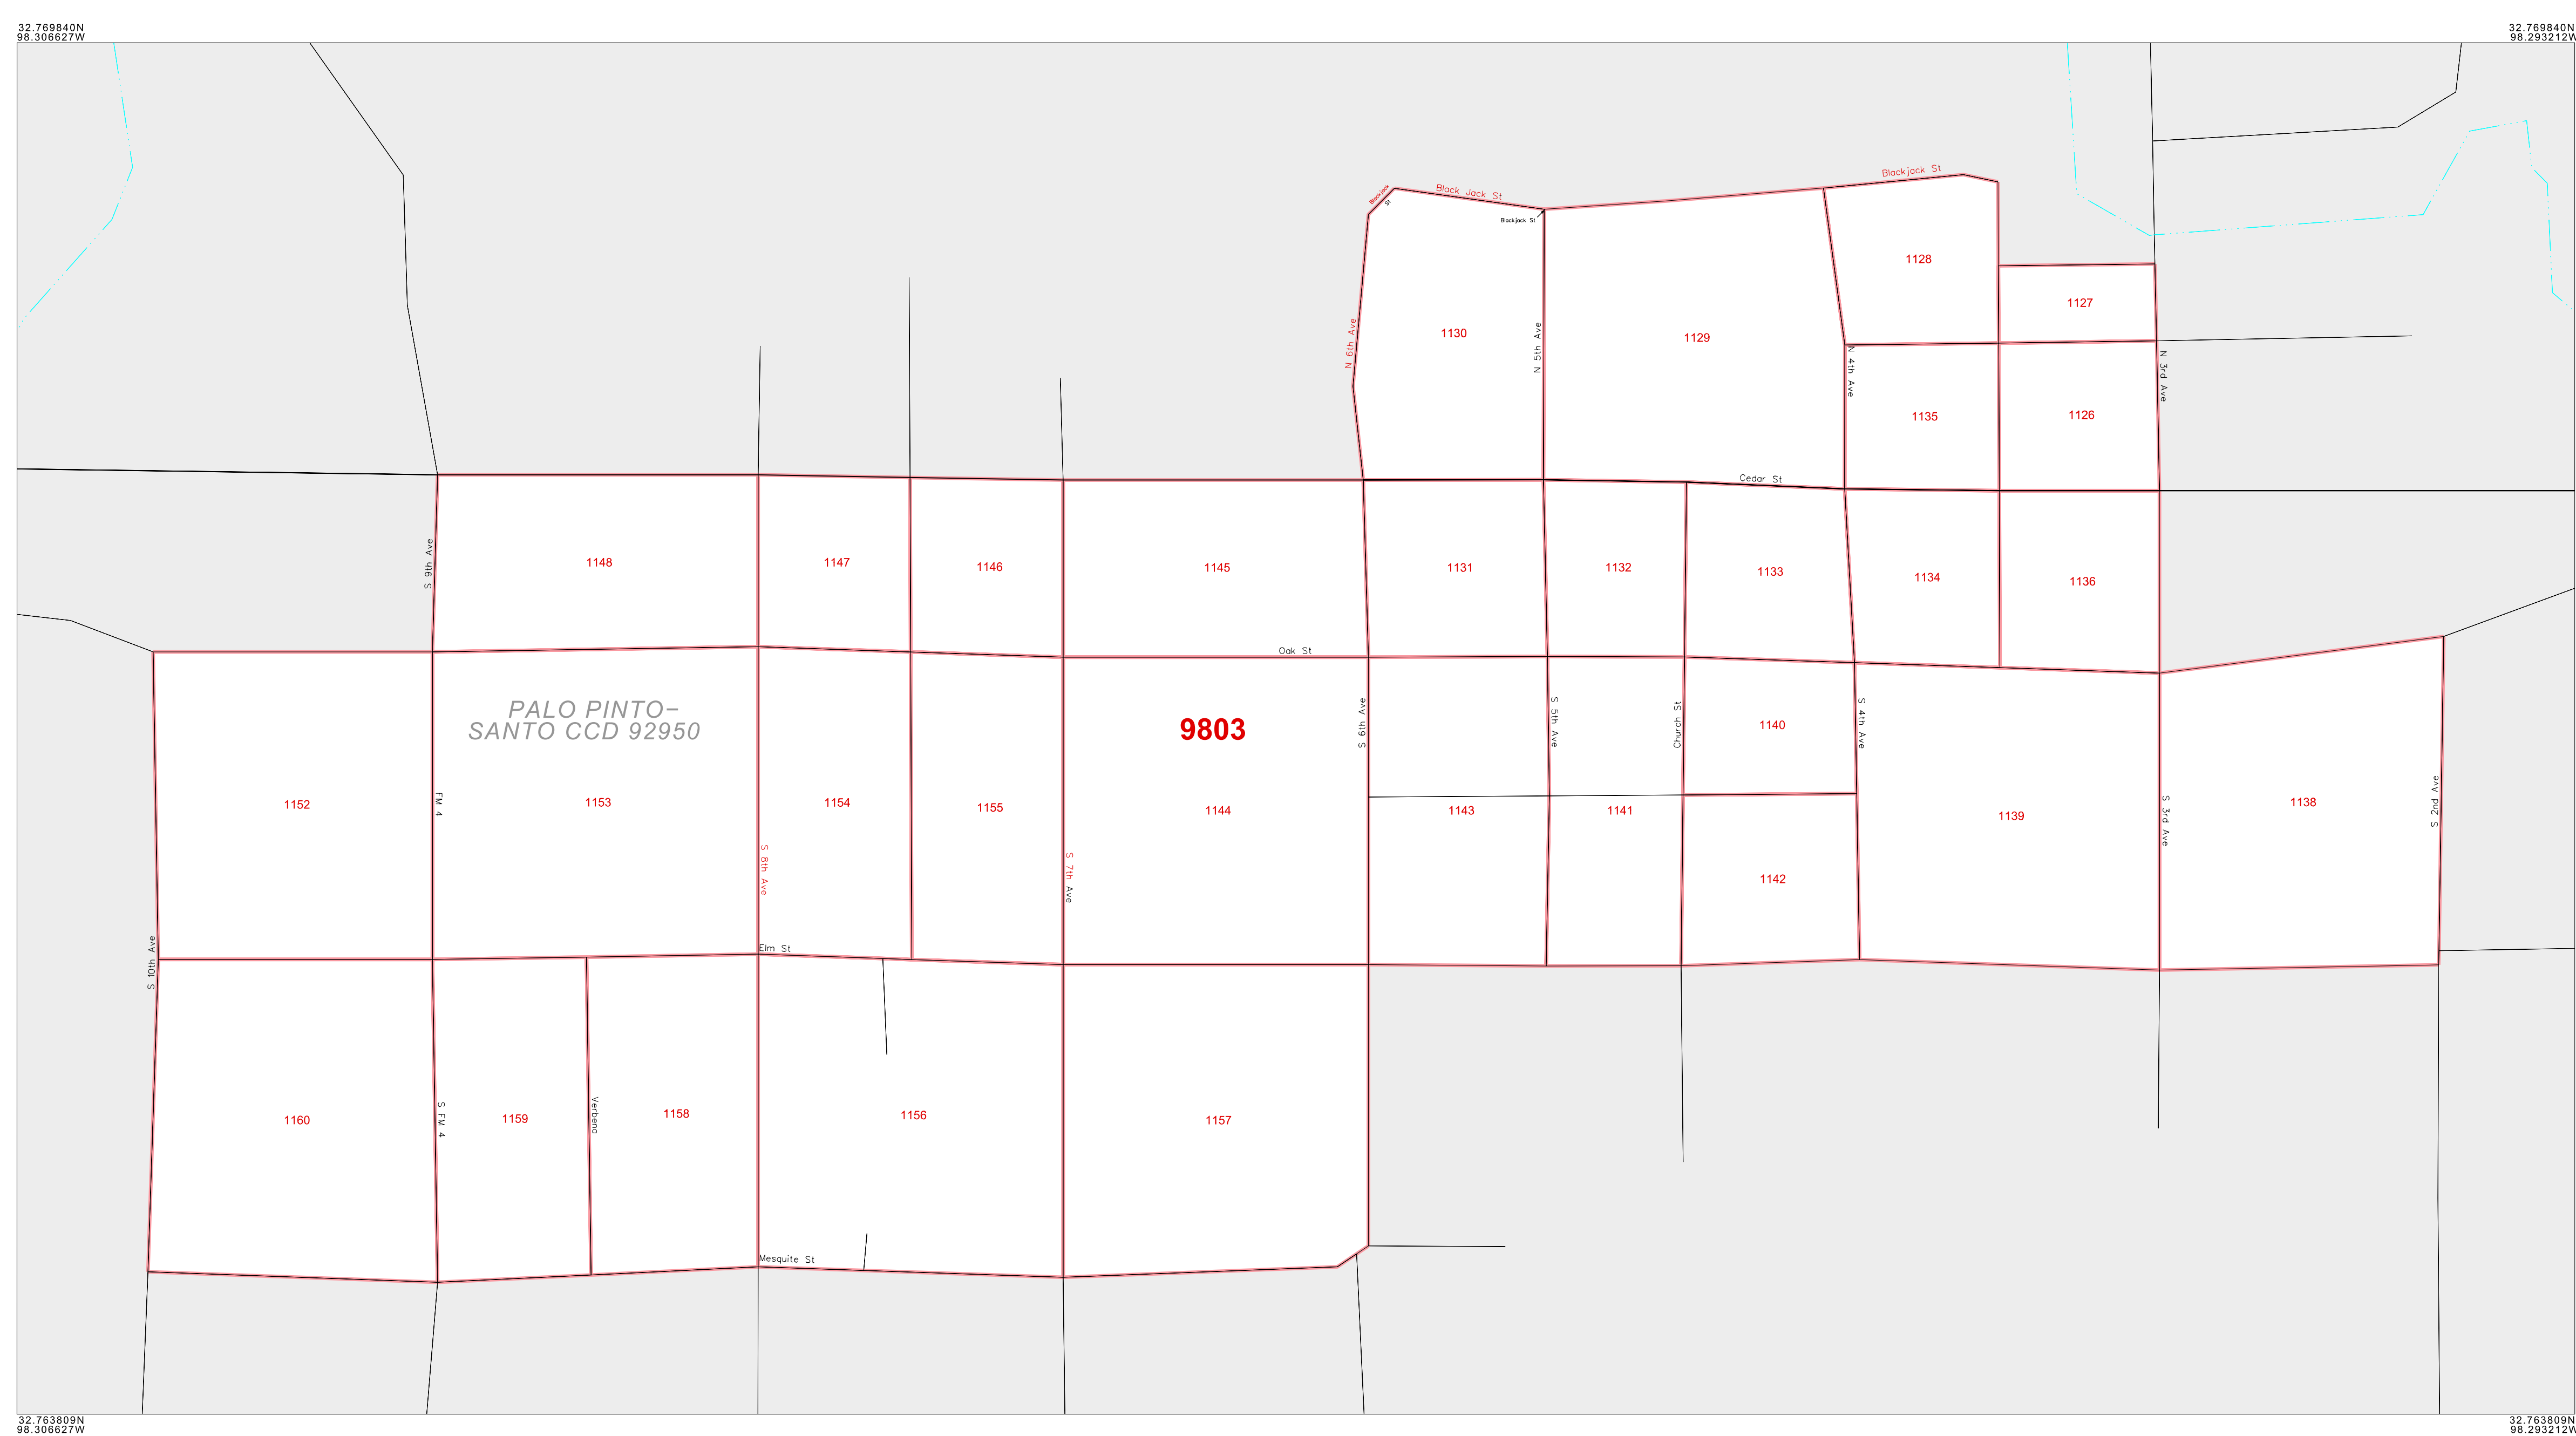 32.769840N
98.306627W
32.769840N
98.293212W
Blackjack St
Blackjack
St
Black Jack St
Blackjack St
1128
1127
N 6th Ave
1130
N 5th Ave
1129
N 4th Ave
N 3rd Ave
1135
1126
Cedar St
S 9th Ave
1148
1147
1146
1145
1131
1132
1133
1134
1136
Oak St
PALO PINTO-
SANTO CCD 92950
9803
S 6th Ave
S 5th Ave
Church St
1140
S 4th Ave
1152
FM 4
1153
1154
1155
1144
1143
1141
1139
S 3rd Ave
1138
S 2nd Ave
S 8th Ave
S 7th Ave
1142
S 10th Ave
Elm St
1160
S FM 4
1159
Verbena
1158
1156
1157
Mesquite St
32.763809N
98.306627W
32.763809N
98.293212W